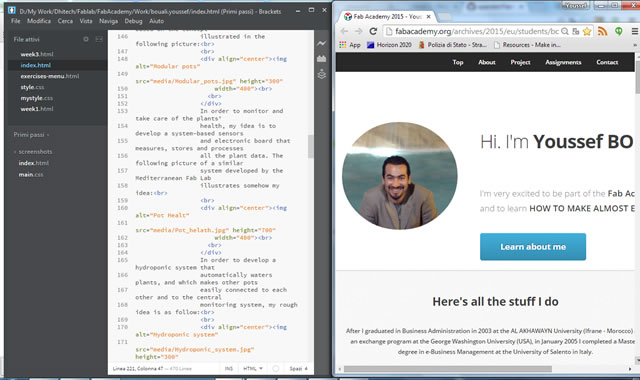 D:/My Work/Dhitech/Fablab/FabAcademy/Work/Bouali.youssef/index.html (Primi passi) - Brackets
File Modifica Cerca Vista Naviga Debug Aiuto
File attivi
week3.html
index.html
exercises-menu.html
style.css
mystyle.css
week1.html
Primi passi
screenshots
index.html
main.css
146
illustrated in
the following picture:<br>
147 <br>
148 <div align="center"><img
alt="Modular pots"
149
src="media/Modular_pots.jpg" height="300"
150 width="400"><br>
151 <br>
152 </div>
153 In order to monitor and
take care of the plants'
154 health, my idea is to
develop a system-based sensors
155 and electronic board that
measures, stores and processes
156 all the plant data. The
following picture of a similar
157 system developed by the
Mediterranean Fab Lab
158 illustrates somehow my
idea:<br>
159 <br>
160 <div align="center"><img
alt="Pot Healt"
161
src="media/Pot_helath.jpg" height="700"
162 width="400"><br>
163 <br>
164 </div>
165 In order to develop a
hydroponic system that
166 automatically waters
plants, and which makes other pots
167 easily connected to each
other and to the central
168 monitoring system, my rough
idea is as follow:<br>
169 <br>
170 <div align="center"><img
alt="Hydroponic system"
171
src="media/Hydroponic_system.jpg"
height="300"
Linea 221, Colonna 47 — 470 Linee INS HTML Spazi 4
Fab Academy 2015 - You
Youssef
fabacademy.org/archives/2015/eu/students/bo
App Horizon 2020 Polizia di Stato - Stra Resources - Make in...
Top About Project Assignments Contact
Hi. I'm Youssef BO
I'm very excited to be part of the Fab Ac
and to learn HOW TO MAKE ALMOST E
Learn about me
Here's all the stuff I do
After I graduated in Business Administration in 2003 at the AL AKHAWAYN University (Ifrane - Morocco)
an exchange program at the George Washington University (USA), in January 2005 I completed a Maste
degree in e-Business Management at the University of Salento in Italy.